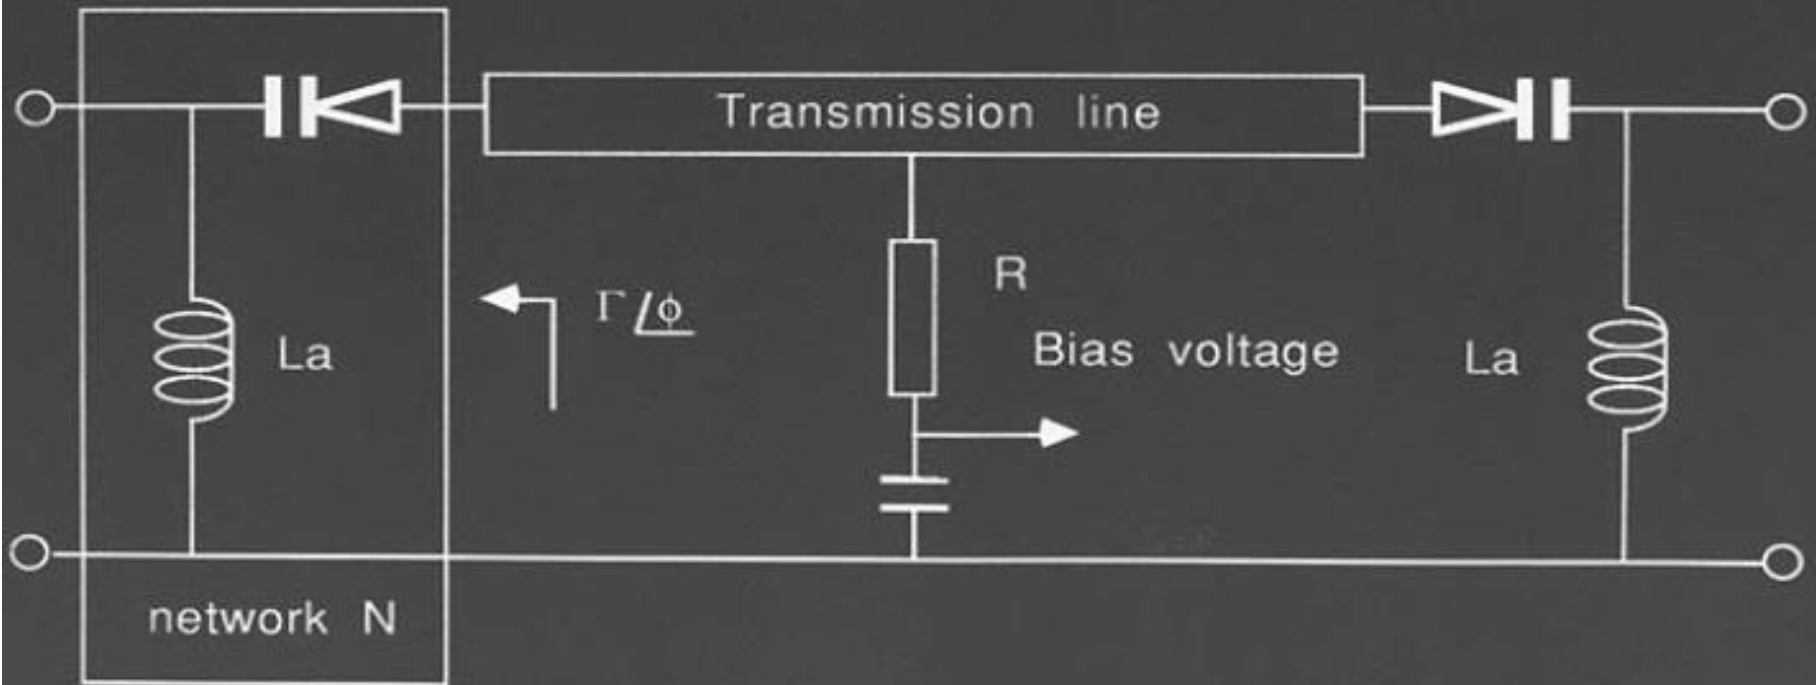 Transmission line
R
Γ∠ϕ
Bias voltage
La
La
network N